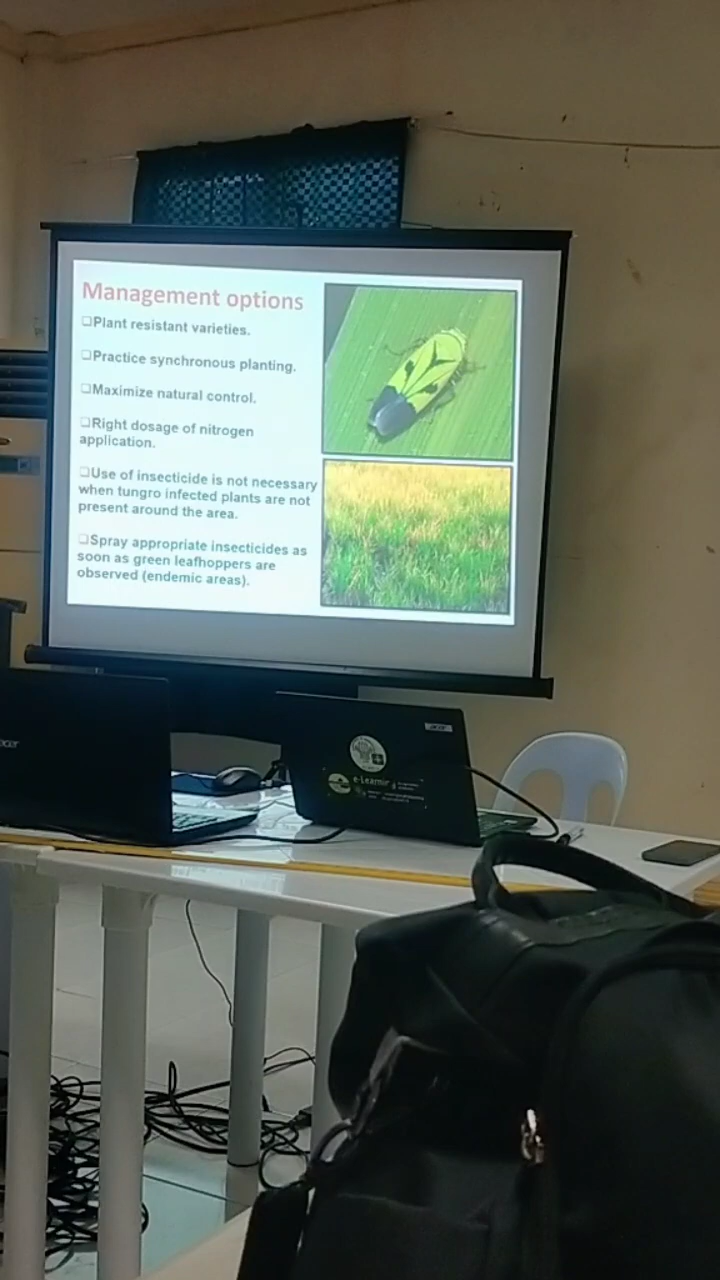 Management options
❑Plant resistant varieties.
❑Practice synchronous planting.
❑Maximize natural control.
❑Right dosage of nitrogen
application.
❑Use of insecticide is not necessary
when tungro infected plants are not
present around the area.
❑Spray appropriate insecticides as
soon as green leafhoppers are
observed (endemic areas).
acer
acer
e-Learning